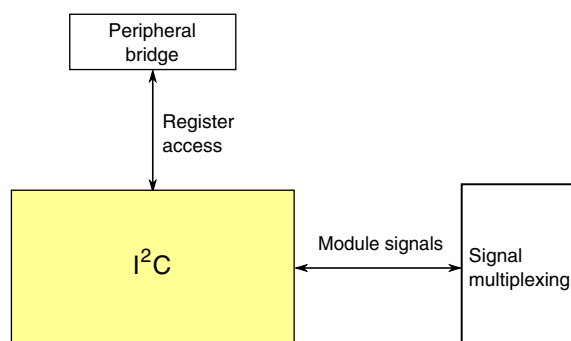 Peripheral
bridge
Register
access
I²C
Module signals
Signal
multiplexing